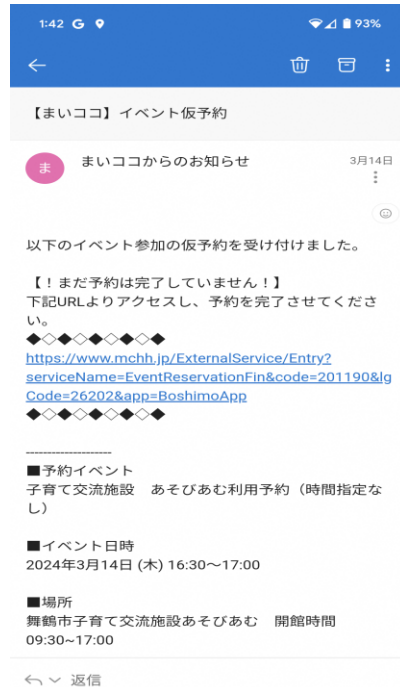 1:42 G 93%
【まいココ】イベント仮予約
ま
まいココからのお知らせ
3月14日
以下のイベント参加の仮予約を受け付けました。
【！まだ予約は完了していません！】
下記URLよりアクセスし、予約を完了させてくださ
い。
◆◇◆◇◆◇◆◇◆
https://www.mchh.jp/ExternalService/Entry?
serviceName=EventReservationFin&code=201190&lg
Code=26202&app=BoshimoApp
◆◇◆◇◆◇◆◇◆
--------------------
■予約イベント
子育て交流施設　あそびあむ利用予約（時間指定な
し）
■イベント日時
2024年3月14日 (木) 16:30～17:00
■場所
舞鶴市子育て交流施設あそびあむ　開館時間
09:30~17:00
返信